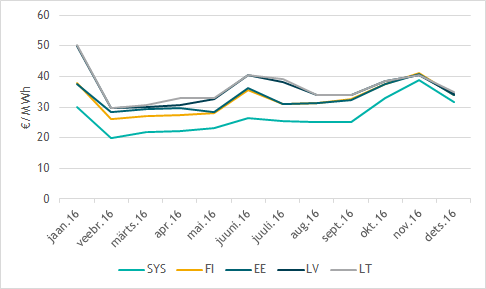 60
50
40
30
20
10
0
€/MWh
jaan.16 veebr.16 märts.16 apr.16 mai.16 juuni.16 juuli.16 aug.16 sept.16 okt.16 nov.16 dets.16
SYS FI EE LV LT